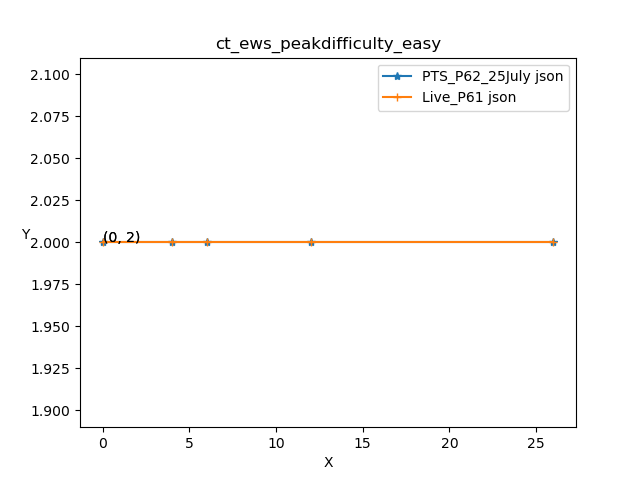 ct_ews_peakdifficulty_easy
PTS_P62_25July json
Live_P61 json
2.100
2.075
2.050
2.025
Y
2.000
(0, 2)
1.975
1.950
1.925
1.900
0 5 10 15 20 25
X